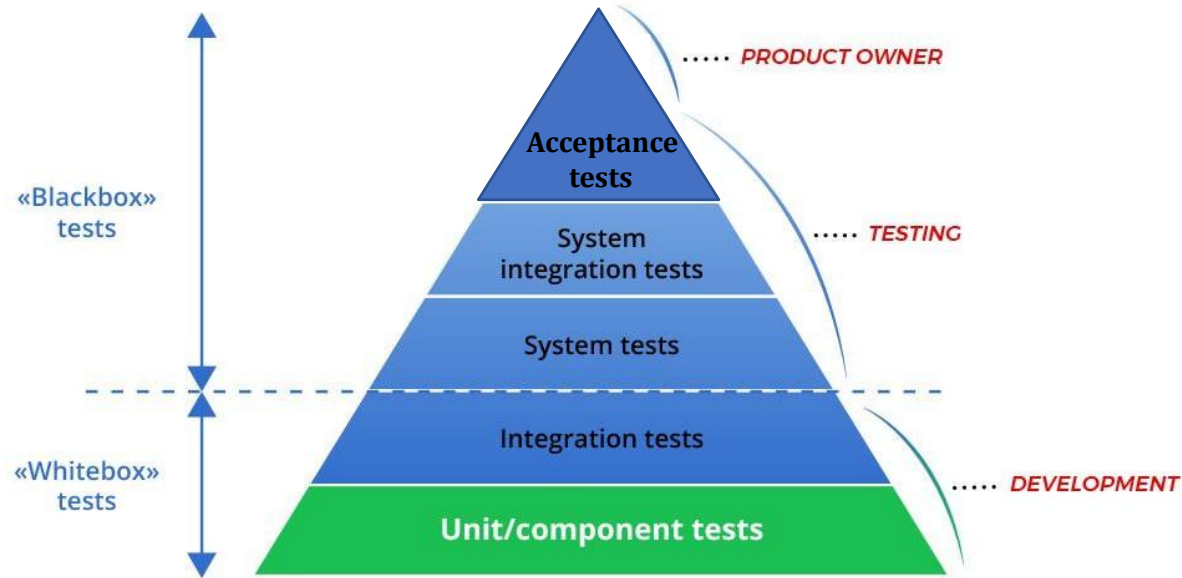 ..... PRODUCT OWNER
Acceptance
tests
«Blackbox»
tests
..... TESTING
System
integration tests
System tests
Integration tests
«Whitebox»
tests
..... DEVELOPMENT
Unit/component tests